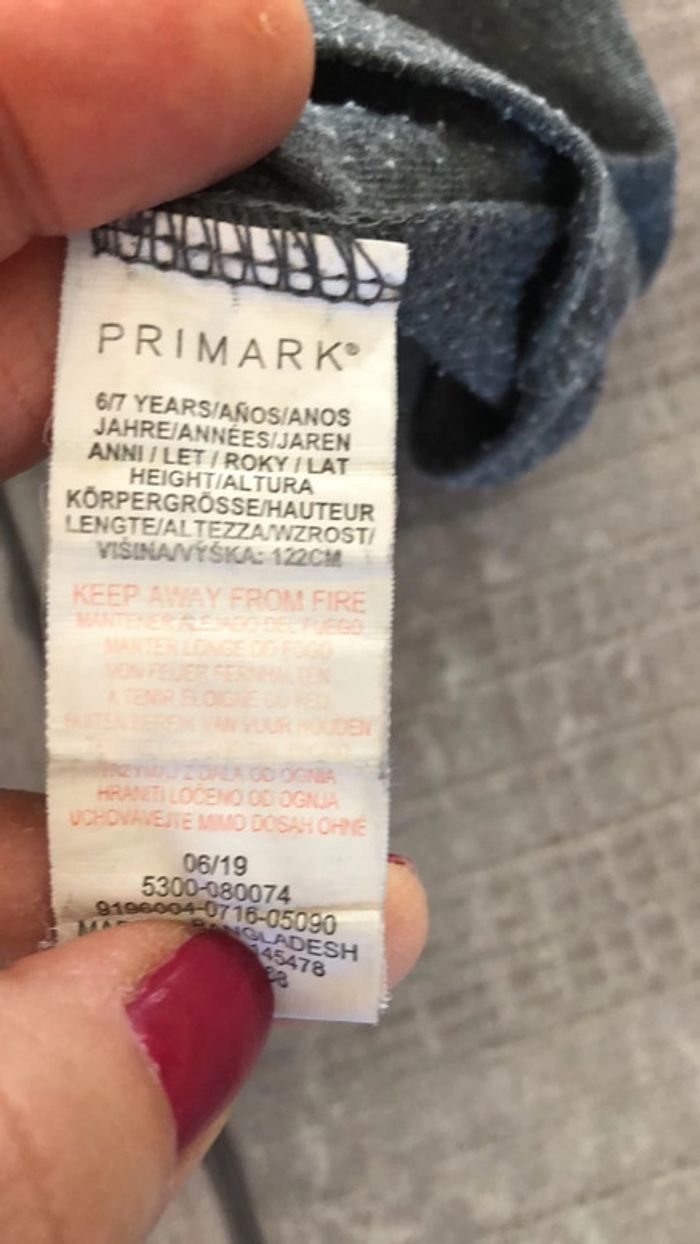 PRIMARK®
6/7 YEARS/AÑOS/ANOS
JAHRE/ANNÉES/JAREN
ANNI / LET / ROKY / LAT
HEIGHT/ALTURA
KÖRPERGRÖSSE/HAUTEUR
LENGTE/ALTEZZA/WZROST/
VIŠINA/VÝŠKA: 122CM
KEEP AWAY FROM FIRE
MANTENER ALEJADO DEL FUEGO
MANTER LONGE DO FOGO
VON FEUER FERNHALTEN
A TENIR ELOIGNE DU FEU
BUITEN BEREIK VAN VUUR HOUDEN
TRZYMAĆ Z DALA OD OGNIA
HRANITI LOČENO OD OGNJA
UCHOVÁVEJTE MIMO DOSAH OHNĚ
06/19
5300-080074
9196004-0716-05090
BANGLADESH